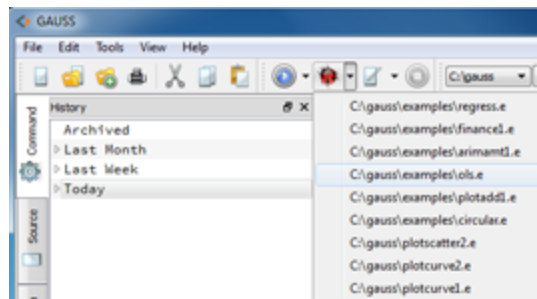 GAUSS
File Edit Tools View Help
C:\gauss
Command
Source
History
Archived
Last Month
Last Week
Today
C:\gauss\examples\regress.e
C:\gauss\examples\finance1.e
C:\gauss\examples\arimamt1.e
C:\gauss\examples\ols.e
C:\gauss\examples\plotadd1.e
C:\gauss\examples\circular.e
C:\gauss\plotscatter2.e
C:\gauss\plotcurve2.e
C:\gauss\plotcurve1.e